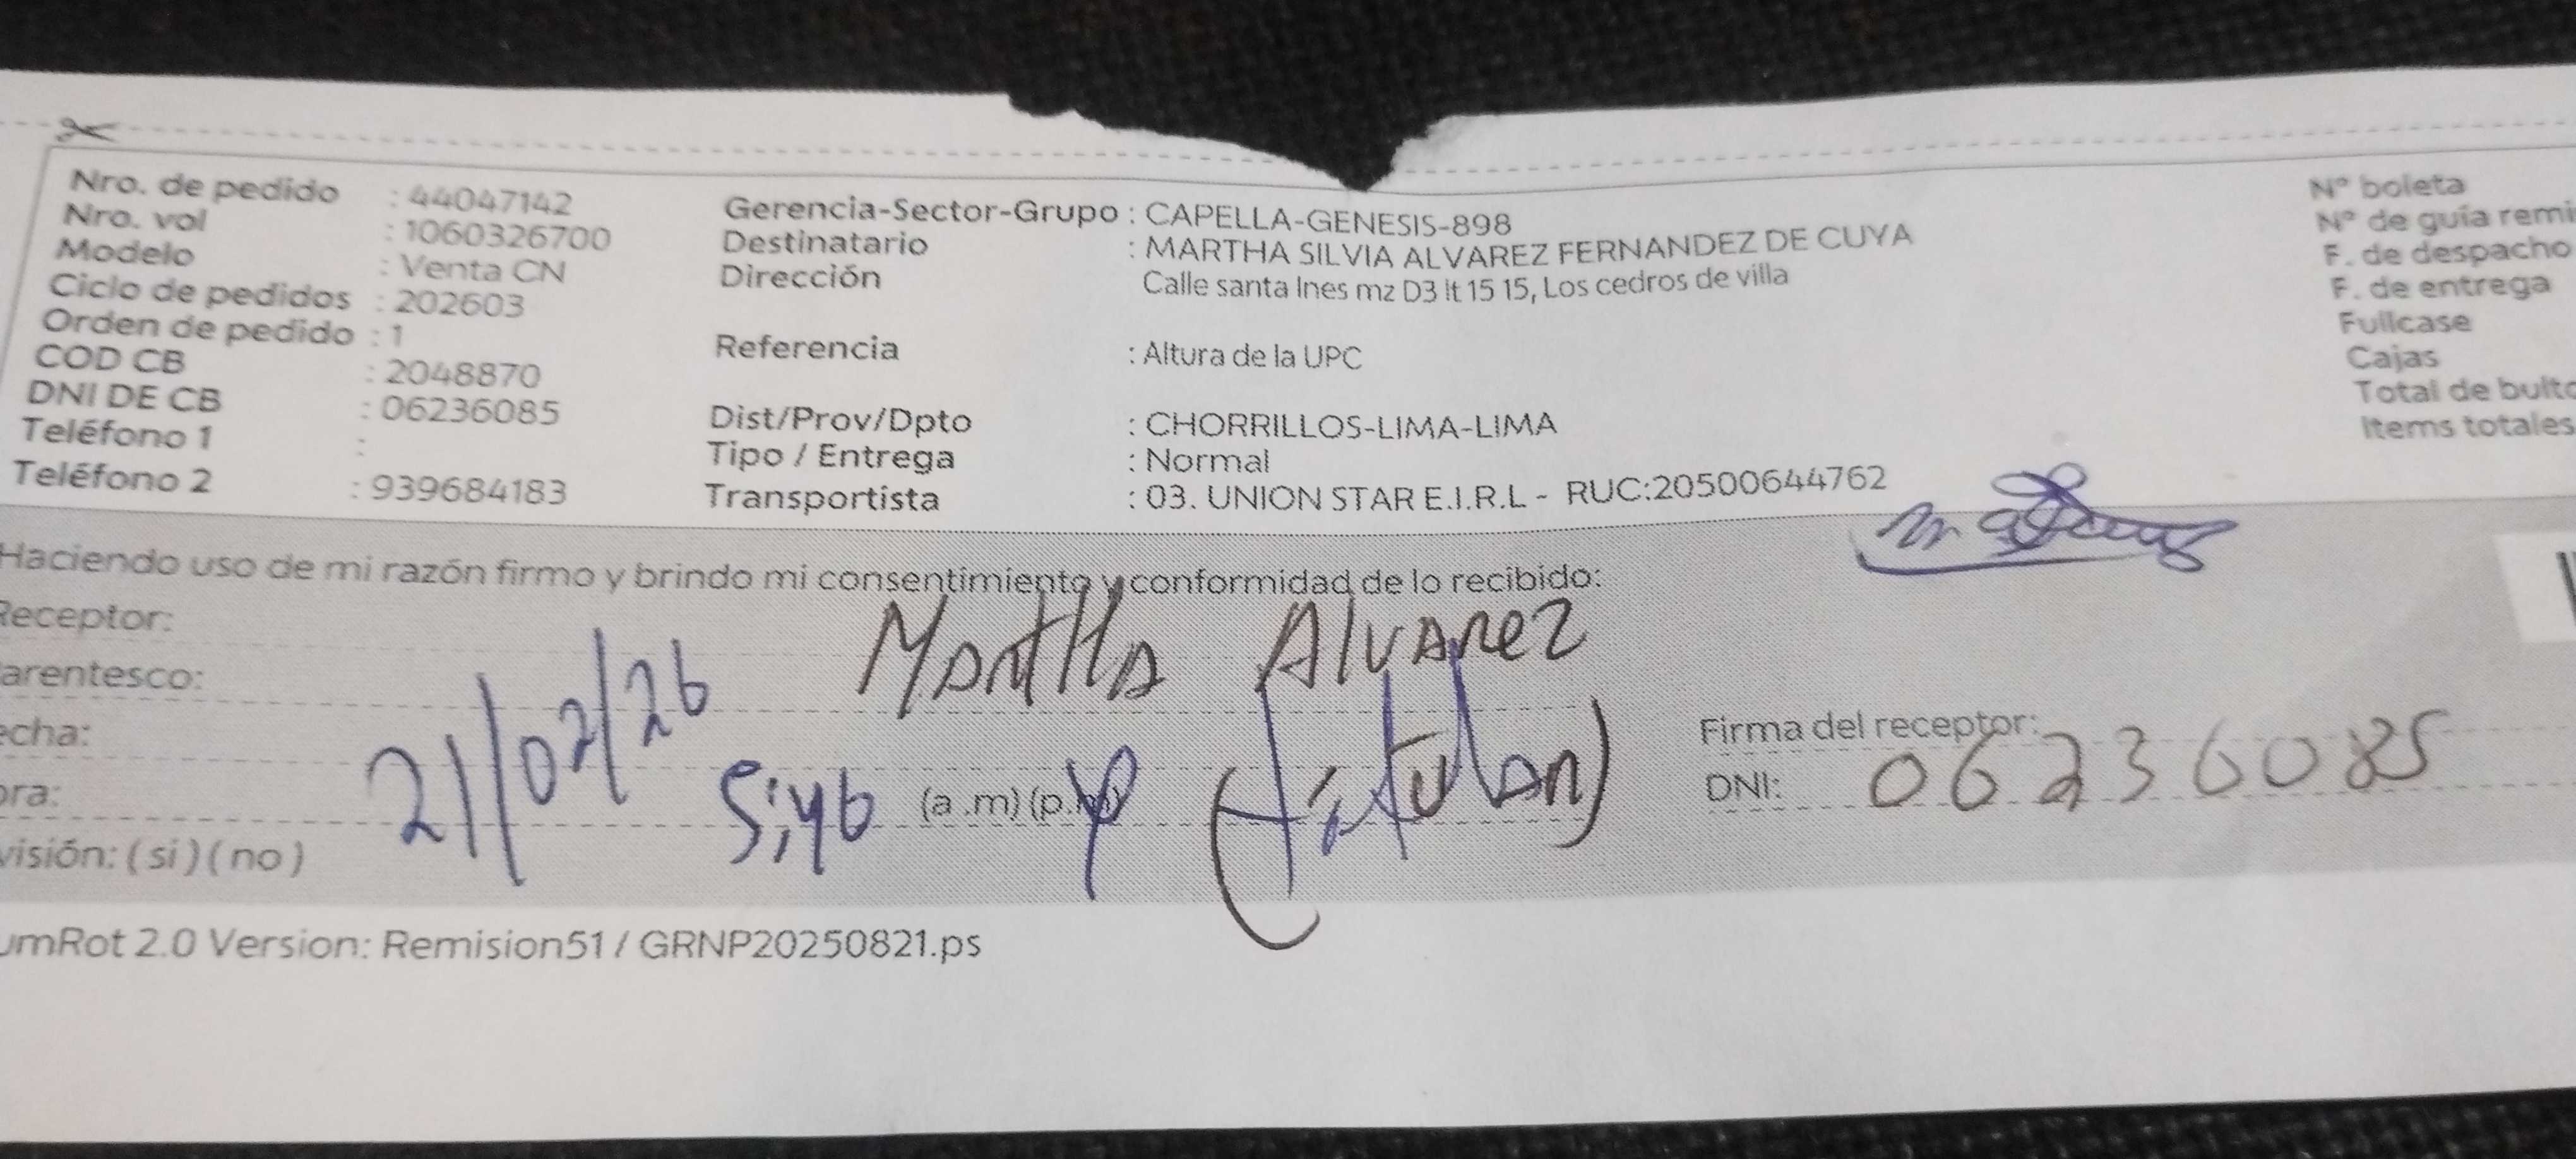 Nro. de pedido : 44047142
Nro. vol : 1060326700
Modelo : Venta CN
Ciclo de pedidos : 202603
Orden de pedido : 1
COD CB : 2048870
DNI DE CB : 06236085
Teléfono 1 :
Teléfono 2 : 939684183
Gerencia-Sector-Grupo : CAPELLA-GENESIS-898
Destinatario : MARTHA SILVIA ALVAREZ FERNANDEZ DE CUYA
Dirección Calle santa Ines mz D3 lt 15 15, Los cedros de villa
Referencia : Altura de la UPC
Dist/Prov/Dpto : CHORRILLOS-LIMA-LIMA
Tipo / Entrega : Normal
Transportista : 03. UNION STAR E.I.R.L - RUC:20500644762
N° boleta
N° de guía remi
F. de despacho
F. de entrega
Fullcase
Cajas
Total de bulto
Items totales
Haciendo uso de mi razón firmo y brindo mi consentimiento y conformidad de lo recibido:
Receptor: Martha Alvarez
arentesco: (titular)
echa: 21/02/26
ora: 5:46 (a.m) (p.m)
visión: ( si ) ( no )
Firma del receptor:
DNI: 06236085
umRot 2.0 Version: Remision51 / GRNP20250821.ps